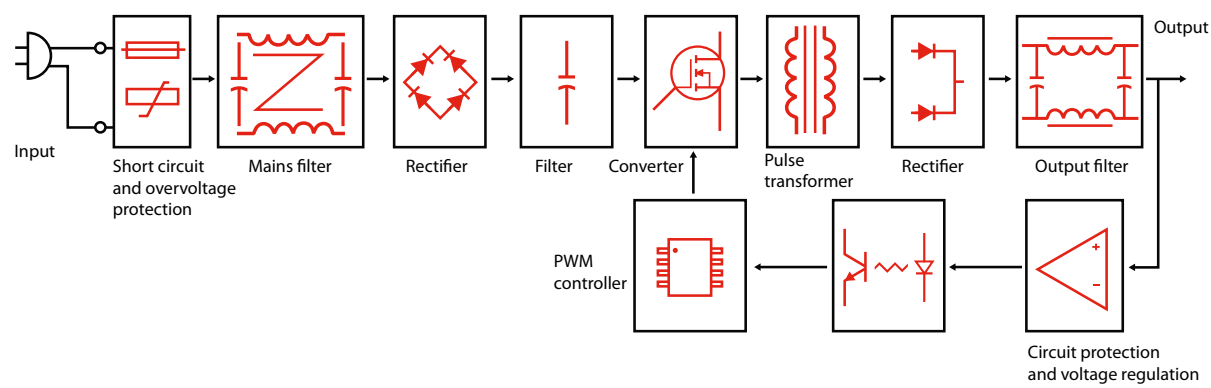 Output
Input
Short circuit
and overvoltage
protection
Mains filter
Rectifier
Filter
Converter
Pulse
transformer
Rectifier
Output filter
PWM
controller
+
−
Circuit protection
and voltage regulation